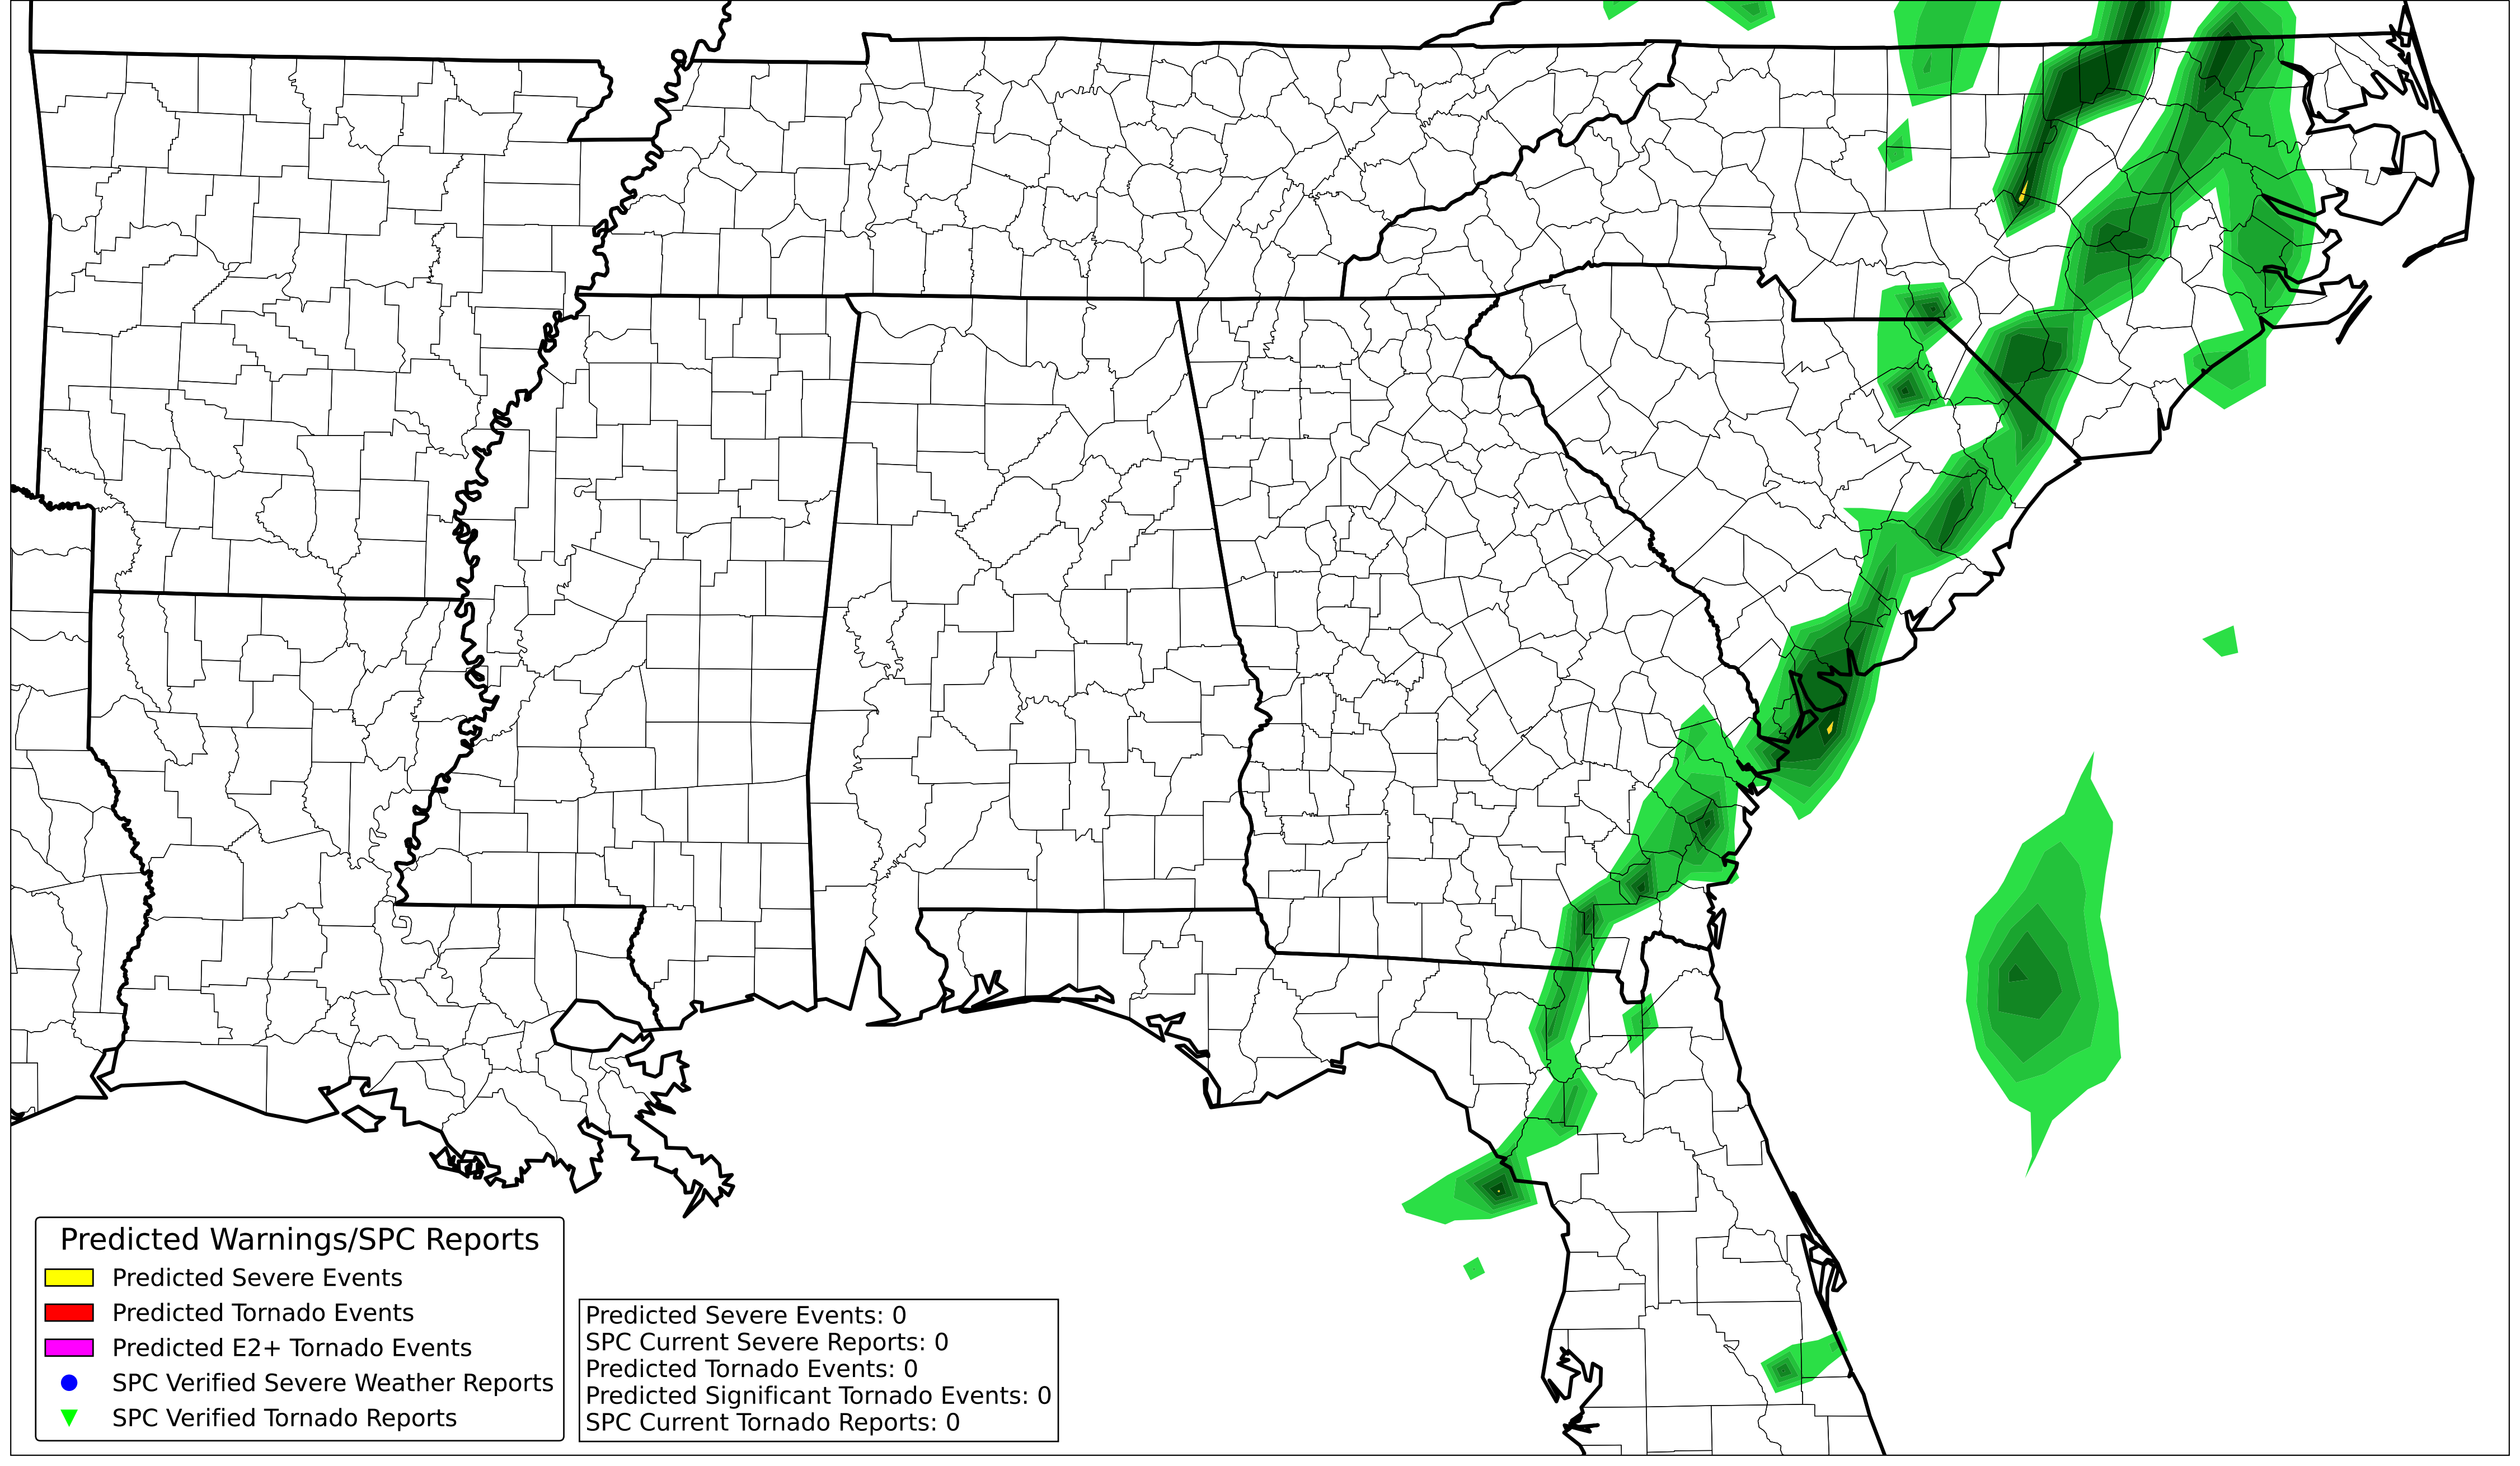 Predicted Warnings/SPC Reports
Predicted Severe Events
Predicted Tornado Events
Predicted E2+ Tornado Events
SPC Verified Severe Weather Reports
SPC Verified Tornado Reports
Predicted Severe Events: 0
SPC Current Severe Reports: 0
Predicted Tornado Events: 0
Predicted Significant Tornado Events: 0
SPC Current Tornado Reports: 0